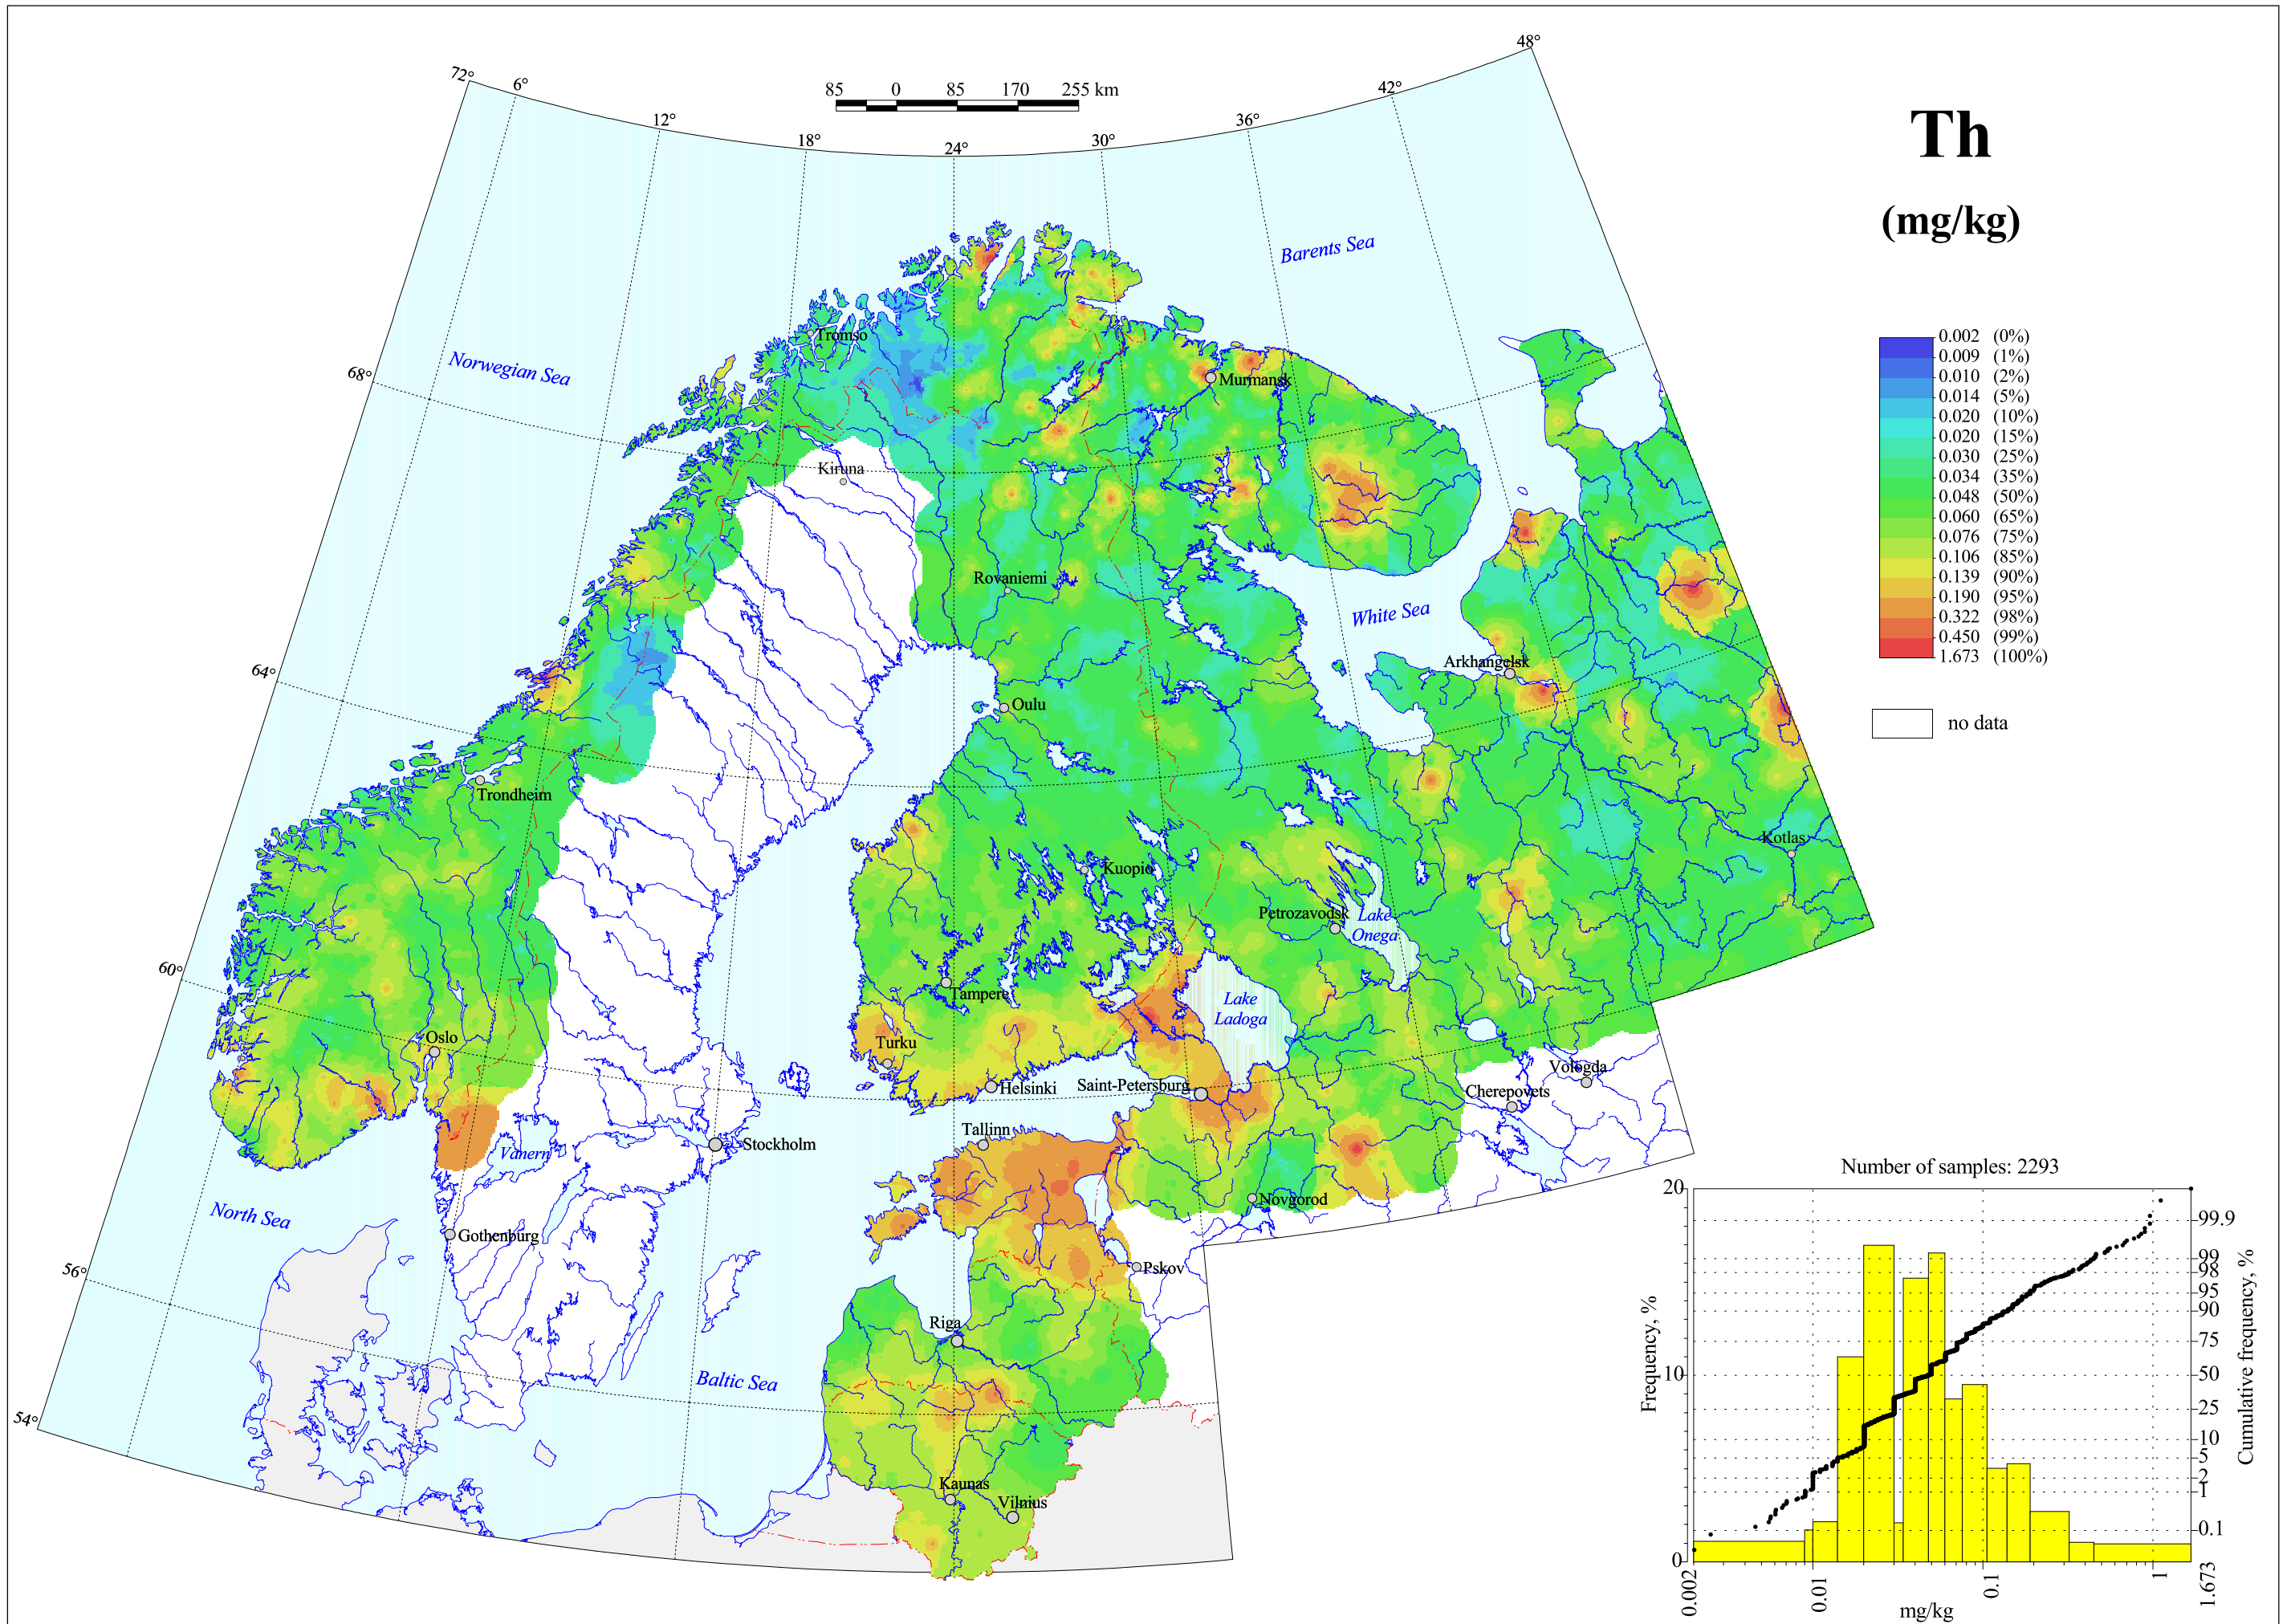 Th
(mg/kg)
85 0 85 170 255 km
72° 6° 12° 18° 24° 30° 36° 42° 48°
Barents Sea
Norwegian Sea
Tromso
Murmansk
68°
Kiruna
Rovaniemi
White Sea
Arkhangelsk
64°
Oulu
Trondheim
Kotlas
Kuopio
Petrozavodsk
Lake
Onega
60°
Tampere
Lake
Ladoga
Oslo
Turku
Helsinki
Saint-Petersburg
Vologda
Cherepovets
Tallinn
Stockholm
Vanern
Novgorod
North Sea
Gothenburg
Pskov
56°
Riga
Baltic Sea
54°
Kaunas
Vilnius
0.002 (0%)
0.009 (1%)
0.010 (2%)
0.014 (5%)
0.020 (10%)
0.020 (15%)
0.030 (25%)
0.034 (35%)
0.048 (50%)
0.060 (65%)
0.076 (75%)
0.106 (85%)
0.139 (90%)
0.190 (95%)
0.322 (98%)
0.450 (99%)
1.673 (100%)
no data
Number of samples: 2293
Frequency, %
20
10
0
Cumulative frequency, %
99.9
99
98
95
90
75
50
25
10
5
2
1
0.1
0.002 0.01 0.1 1 1.673
mg/kg